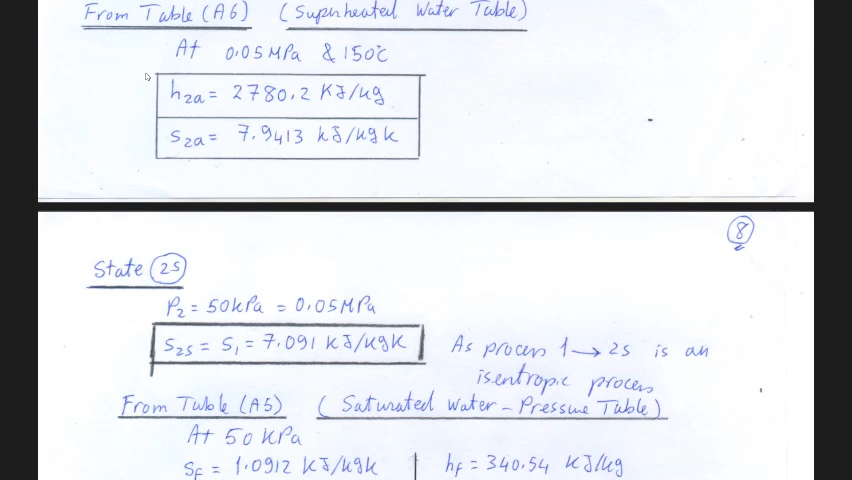 From Table (A6) (Superheated Water Table)
At 0.05 MPa & 150°C
h2a = 2780.2 KJ/kg
s2a = 7.9413 kJ/kgK
8
State 2s
P2 = 50kPa = 0.05MPa
s2s = s1 = 7.091 KJ/kgK
As process 1→2s is an
isentropic process
From Table (A5) (Saturated Water – Pressure Table)
At 50 KPa
sf = 1.0912 KJ/kgK | hf = 340.54 KJ/kg